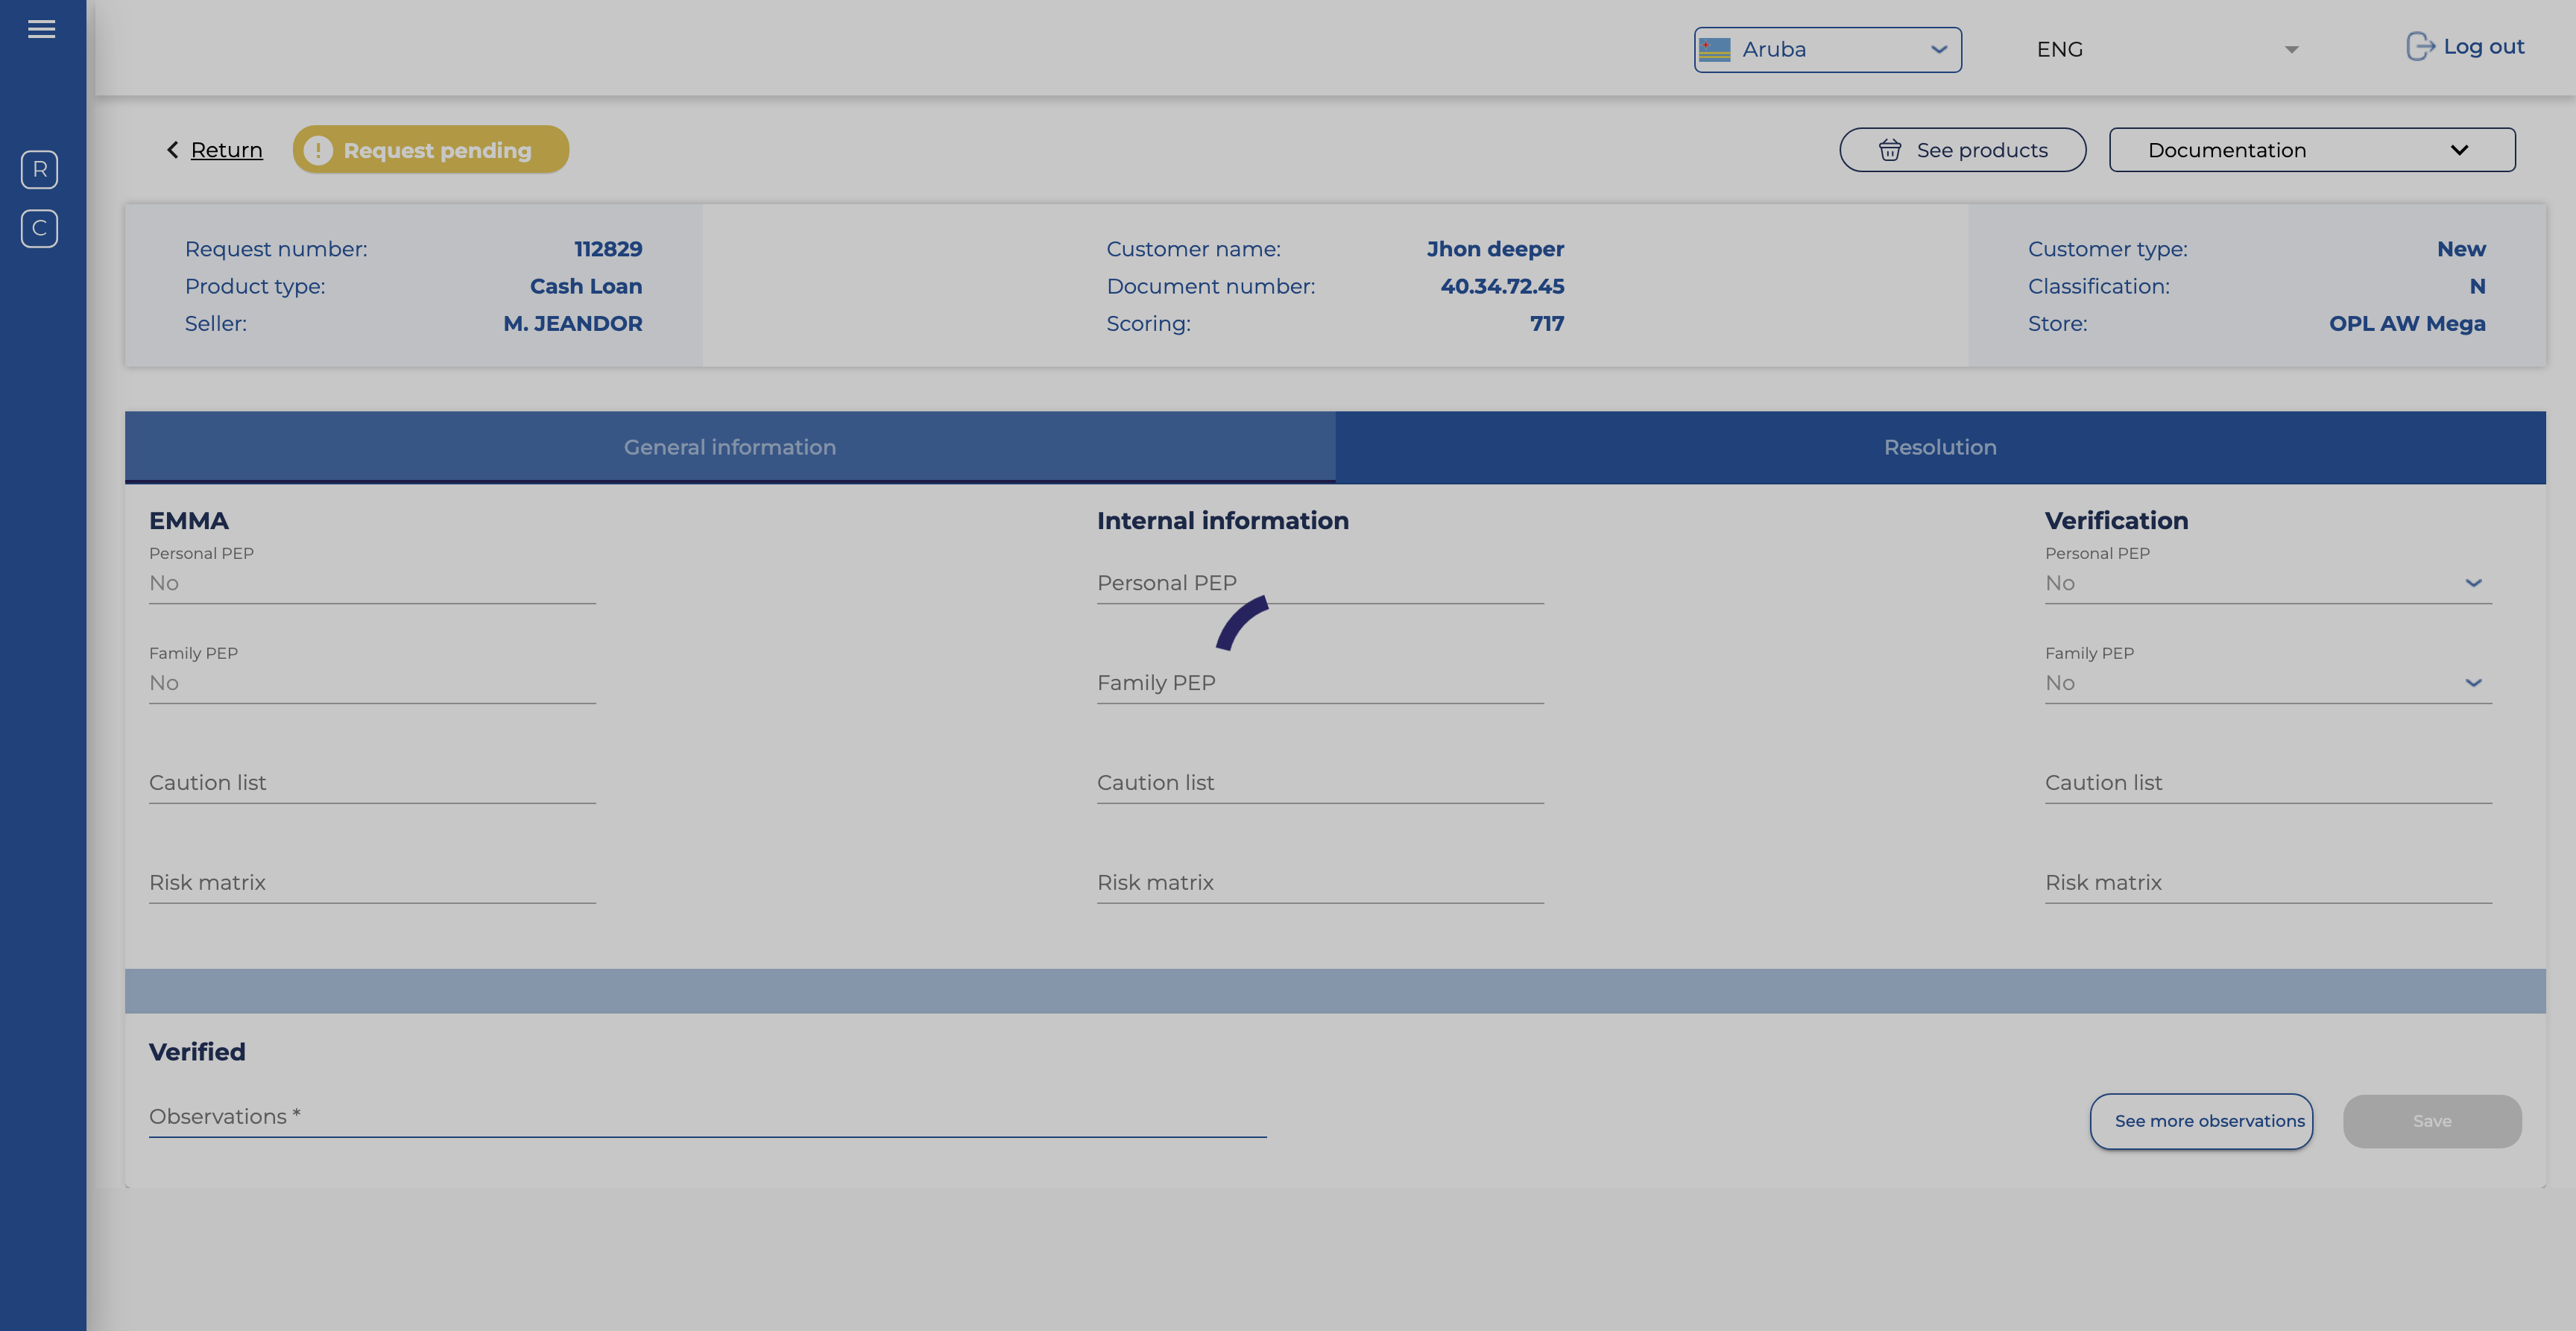 Aruba
ENG
Log out
R
C
Return
! Request pending
See products
Documentation
Request number: 112829
Product type: Cash Loan
Seller: M. JEANDOR
Customer name: Jhon deeper
Document number: 40.34.72.45
Scoring: 717
Customer type: New
Classification: N
Store: OPL AW Mega
General information
Resolution
EMMA
Personal PEP
No
Family PEP
No
Caution list
Risk matrix
Internal information
Personal PEP
Family PEP
Caution list
Risk matrix
Verification
Personal PEP
No
Family PEP
No
Caution list
Risk matrix
Verified
Observations *
See more observations
Save